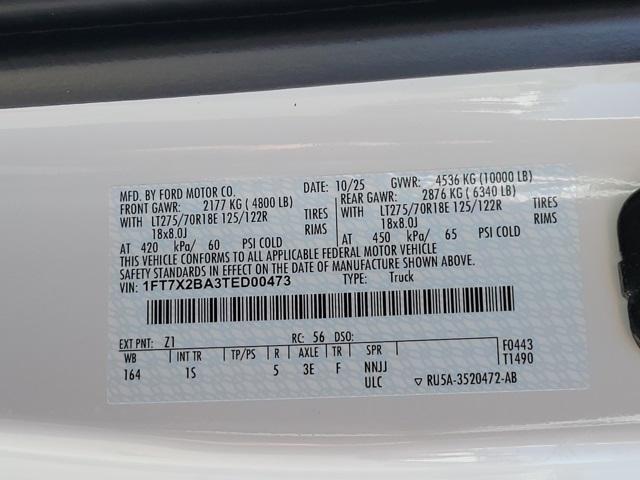 MFD. BY FORD MOTOR CO. DATE: 10/25 GVWR: 4536 KG (10000 LB)
FRONT GAWR: 2177 KG ( 4800 LB) REAR GAWR: 2876 KG ( 6340 LB)
WITH LT275/70R18E 125/122R TIRES WITH LT275/70R18E 125/122R TIRES
18x8.0J RIMS 18x8.0J RIMS
AT 420 kPa/ 60 PSI COLD AT 450 kPa/ 65 PSI COLD
THIS VEHICLE CONFORMS TO ALL APPLICABLE FEDERAL MOTOR VEHICLE
SAFETY STANDARDS IN EFFECT ON THE DATE OF MANUFACTURE SHOWN ABOVE.
VIN: 1FT7X2BA3TED00473 TYPE: Truck
EXT PNT: Z1 RC: 56 DSO: F0443
WB INT TR TP/PS R AXLE TR SPR T1490
164 1S 5 3E F NNJJ
ULC ▽ RU5A-3520472-AB